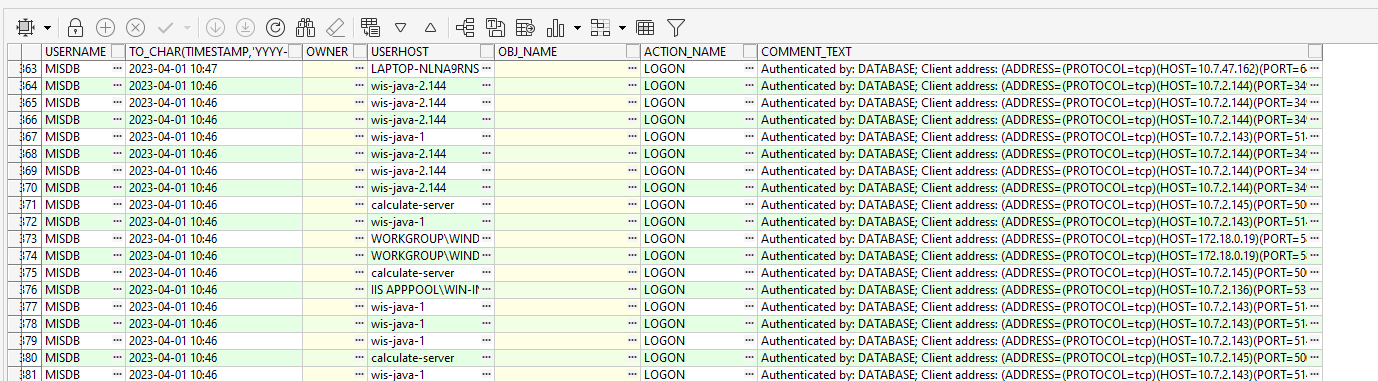 USERNAME TO_CHAR(TIMESTAMP,'YYYY- OWNER USERHOST OBJ_NAME ACTION_NAME COMMENT_TEXT
363 MISDB ... 2023-04-01 10:47 ... ... LAPTOP-NLNA9RNS ... ... LOGON ... Authenticated by: DATABASE; Client address: (ADDRESS=(PROTOCOL=tcp)(HOST=10.7.47.162)(PORT=6 ...
364 MISDB ... 2023-04-01 10:46 ... ... wis-java-2.144 ... ... LOGON ... Authenticated by: DATABASE; Client address: (ADDRESS=(PROTOCOL=tcp)(HOST=10.7.2.144)(PORT=34 ...
365 MISDB ... 2023-04-01 10:46 ... ... wis-java-2.144 ... ... LOGON ... Authenticated by: DATABASE; Client address: (ADDRESS=(PROTOCOL=tcp)(HOST=10.7.2.144)(PORT=34 ...
366 MISDB ... 2023-04-01 10:46 ... ... wis-java-2.144 ... ... LOGON ... Authenticated by: DATABASE; Client address: (ADDRESS=(PROTOCOL=tcp)(HOST=10.7.2.144)(PORT=34 ...
367 MISDB ... 2023-04-01 10:46 ... ... wis-java-1 ... ... LOGON ... Authenticated by: DATABASE; Client address: (ADDRESS=(PROTOCOL=tcp)(HOST=10.7.2.143)(PORT=51 ...
368 MISDB ... 2023-04-01 10:46 ... ... wis-java-2.144 ... ... LOGON ... Authenticated by: DATABASE; Client address: (ADDRESS=(PROTOCOL=tcp)(HOST=10.7.2.144)(PORT=34 ...
369 MISDB ... 2023-04-01 10:46 ... ... wis-java-2.144 ... ... LOGON ... Authenticated by: DATABASE; Client address: (ADDRESS=(PROTOCOL=tcp)(HOST=10.7.2.144)(PORT=34 ...
370 MISDB ... 2023-04-01 10:46 ... ... wis-java-2.144 ... ... LOGON ... Authenticated by: DATABASE; Client address: (ADDRESS=(PROTOCOL=tcp)(HOST=10.7.2.144)(PORT=34 ...
371 MISDB ... 2023-04-01 10:46 ... ... calculate-server ... ... LOGON ... Authenticated by: DATABASE; Client address: (ADDRESS=(PROTOCOL=tcp)(HOST=10.7.2.145)(PORT=50 ...
372 MISDB ... 2023-04-01 10:46 ... ... wis-java-1 ... ... LOGON ... Authenticated by: DATABASE; Client address: (ADDRESS=(PROTOCOL=tcp)(HOST=10.7.2.143)(PORT=51 ...
373 MISDB ... 2023-04-01 10:46 ... ... WORKGROUP\WIND ... ... LOGON ... Authenticated by: DATABASE; Client address: (ADDRESS=(PROTOCOL=tcp)(HOST=172.18.0.19)(PORT=5 ...
374 MISDB ... 2023-04-01 10:46 ... ... WORKGROUP\WIND ... ... LOGON ... Authenticated by: DATABASE; Client address: (ADDRESS=(PROTOCOL=tcp)(HOST=172.18.0.19)(PORT=5 ...
375 MISDB ... 2023-04-01 10:46 ... ... calculate-server ... ... LOGON ... Authenticated by: DATABASE; Client address: (ADDRESS=(PROTOCOL=tcp)(HOST=10.7.2.145)(PORT=50 ...
376 MISDB ... 2023-04-01 10:46 ... ... IIS APPPOOL\WIN-IN ... ... LOGON ... Authenticated by: DATABASE; Client address: (ADDRESS=(PROTOCOL=tcp)(HOST=10.7.2.136)(PORT=53 ...
377 MISDB ... 2023-04-01 10:46 ... ... wis-java-1 ... ... LOGON ... Authenticated by: DATABASE; Client address: (ADDRESS=(PROTOCOL=tcp)(HOST=10.7.2.143)(PORT=51 ...
378 MISDB ... 2023-04-01 10:46 ... ... wis-java-1 ... ... LOGON ... Authenticated by: DATABASE; Client address: (ADDRESS=(PROTOCOL=tcp)(HOST=10.7.2.143)(PORT=51 ...
379 MISDB ... 2023-04-01 10:46 ... ... wis-java-1 ... ... LOGON ... Authenticated by: DATABASE; Client address: (ADDRESS=(PROTOCOL=tcp)(HOST=10.7.2.143)(PORT=51 ...
380 MISDB ... 2023-04-01 10:46 ... ... calculate-server ... ... LOGON ... Authenticated by: DATABASE; Client address: (ADDRESS=(PROTOCOL=tcp)(HOST=10.7.2.145)(PORT=50 ...
381 MISDB ... 2023-04-01 10:46 ... ... wis-java-1 ... ... LOGON ... Authenticated by: DATABASE; Client address: (ADDRESS=(PROTOCOL=tcp)(HOST=10.7.2.143)(PORT=51 ...